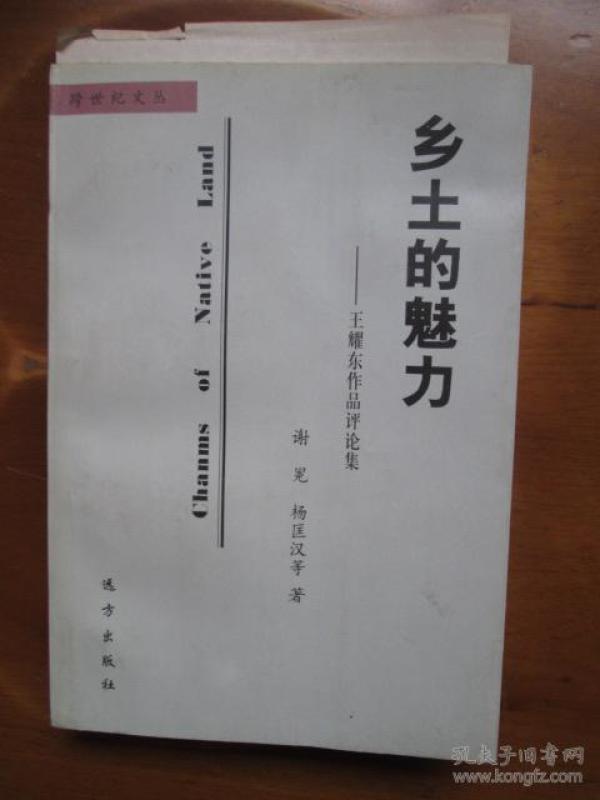 跨世纪文丛
乡土的魅力
——王耀东作品评论集
谢冕 杨匡汉等 著
Chanms of Native Land
远方出版社
孔夫子旧书网
www.kongfz.com